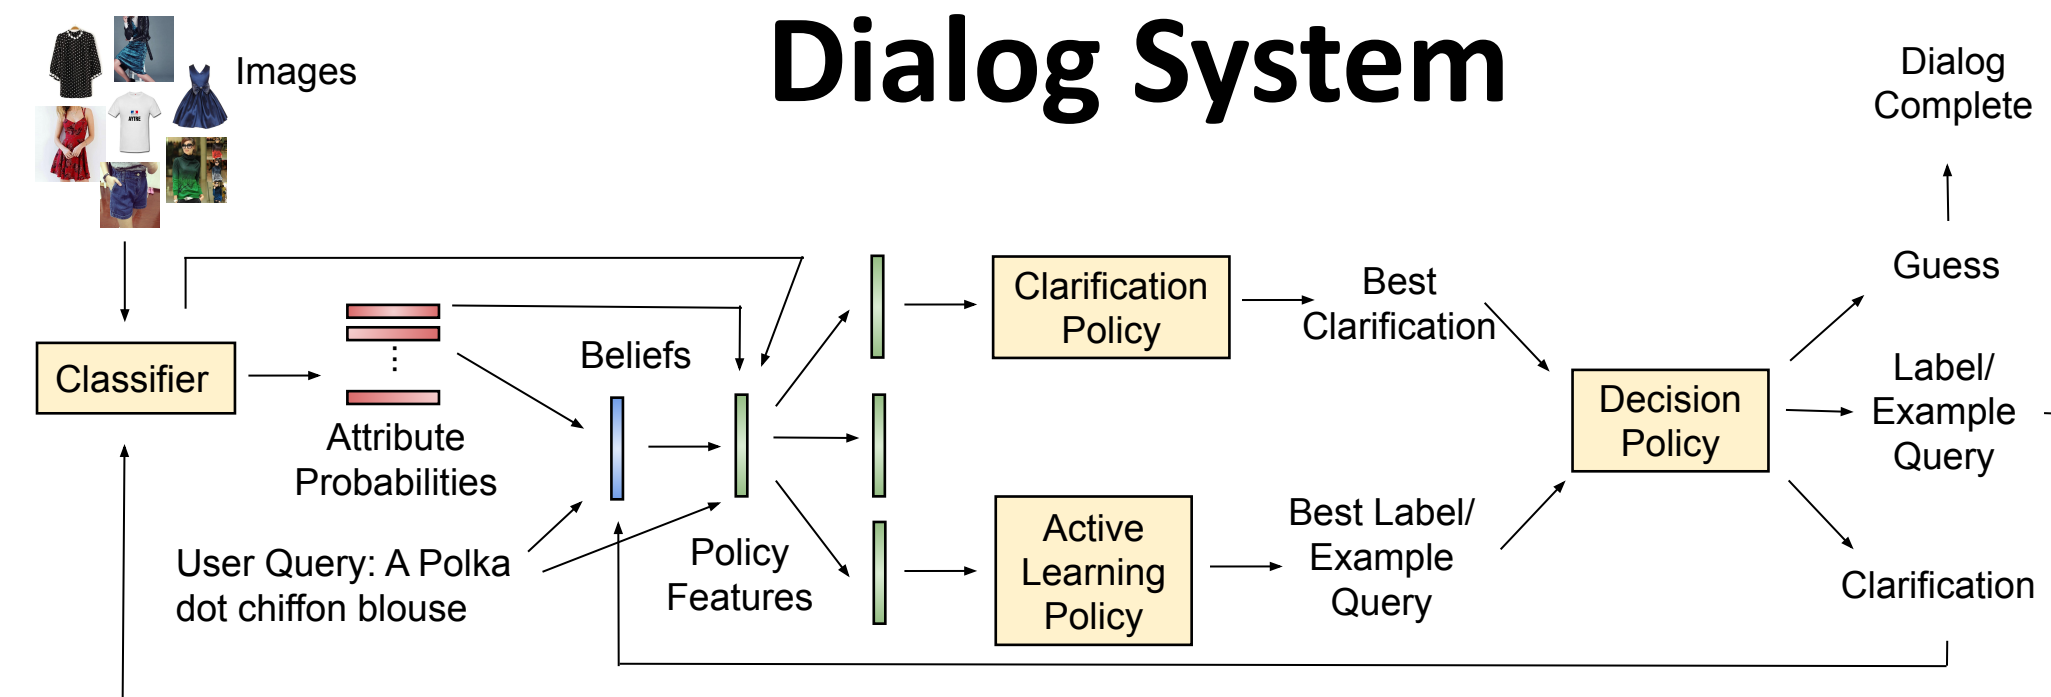 Dialog System
Images
Dialog
Complete
Guess
Clarification
Policy
Best
Clarification
Classifier
Beliefs
Attribute
Probabilities
Decision
Policy
Label/
Example
Query
User Query: A Polka
dot chiffon blouse
Policy
Features
Active
Learning
Policy
Best Label/
Example
Query
Clarification